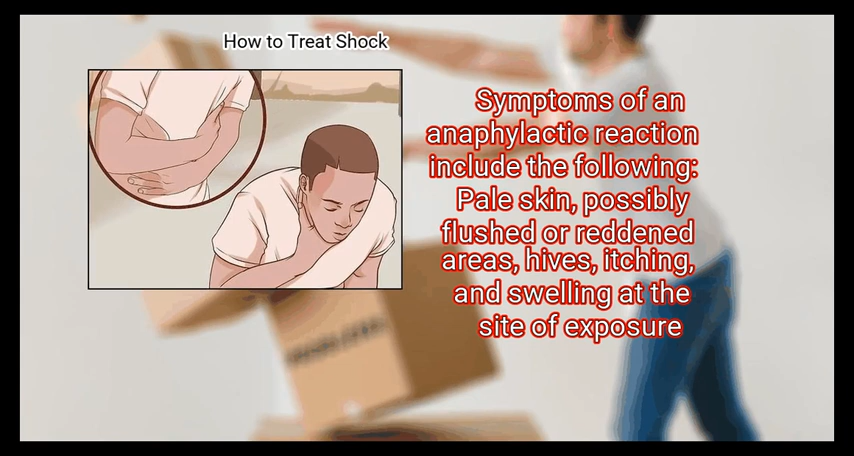 How to Treat Shock
Symptoms of an
anaphylactic reaction
include the following:
Pale skin, possibly
flushed or reddened
areas, hives, itching,
and swelling at the
site of exposure